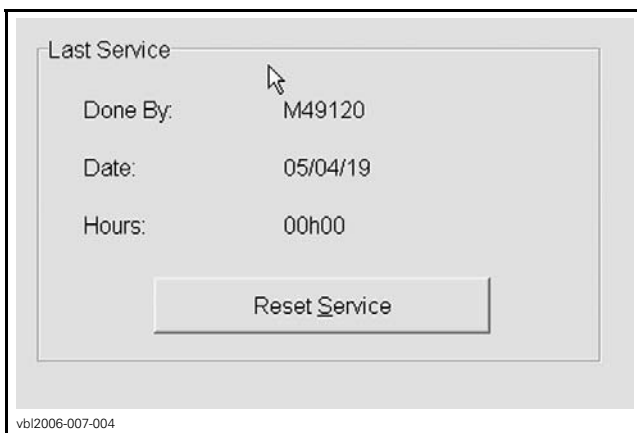 Last Service
Done By: M49120
Date: 05/04/19
Hours: 00h00
Reset Service
vbl2006-007-004